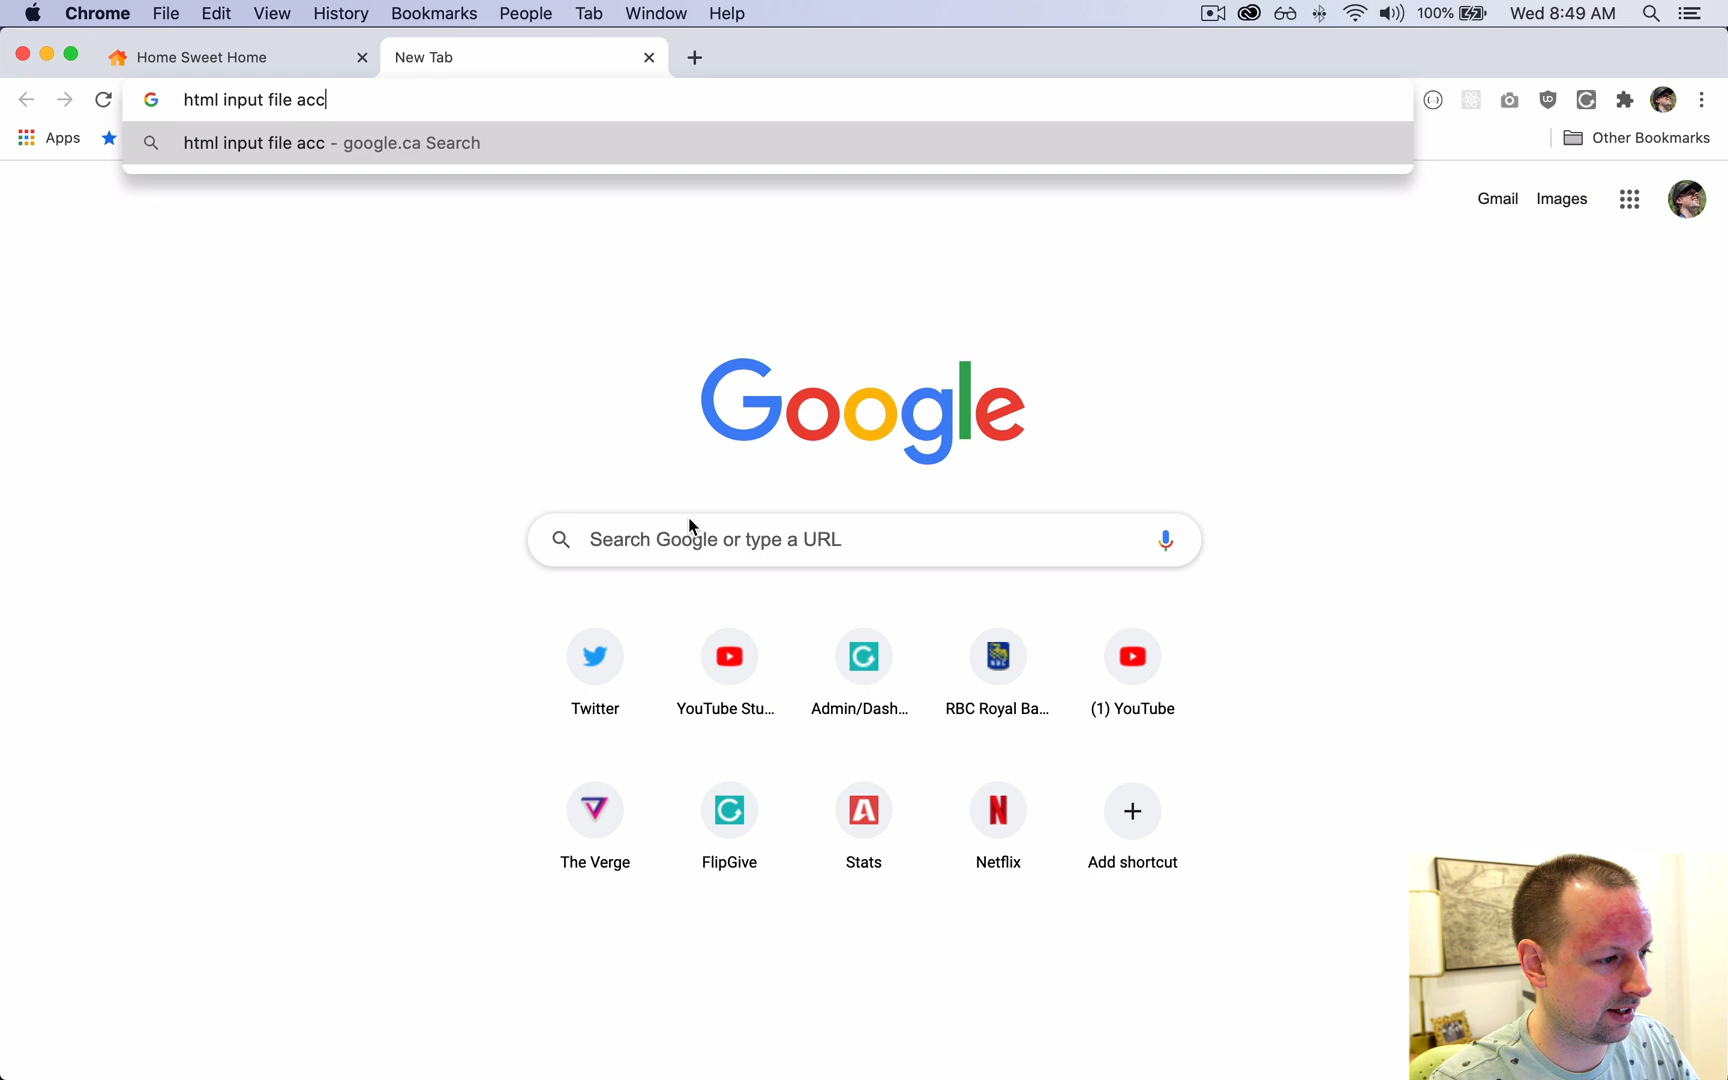 Chrome File Edit View History Bookmarks People Tab Window Help 100% Wed 8:49 AM
Home Sweet Home New Tab
html input file acc
Apps Other Bookmarks
html input file acc - google.ca Search
Gmail Images
Google
Search Google or type a URL
Twitter YouTube Stu... Admin/Dash... RBC Royal Ba... (1) YouTube
The Verge FlipGive Stats Netflix Add shortcut